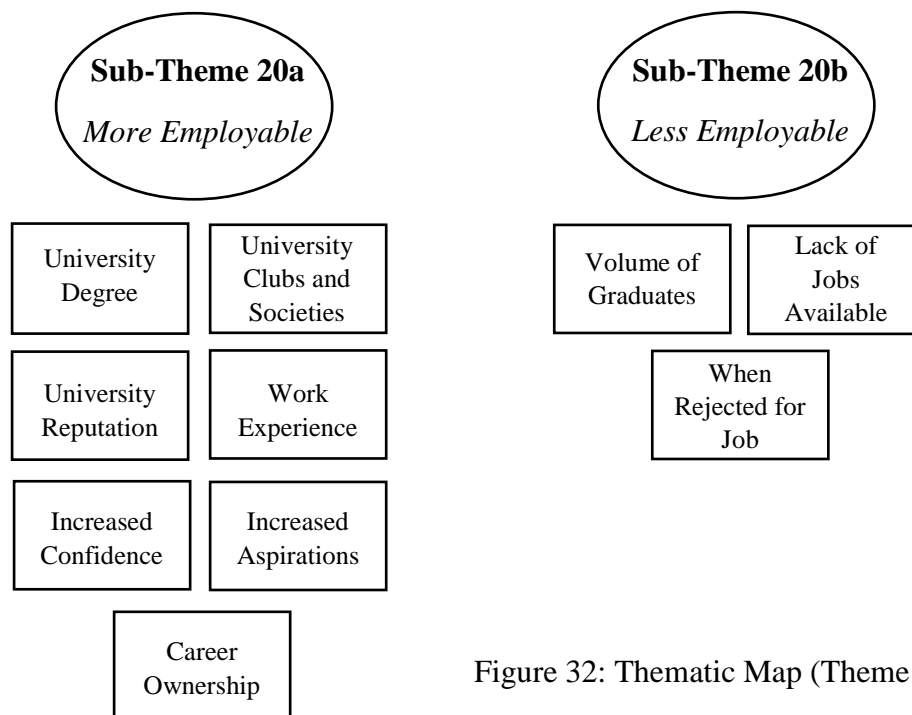 Sub-Theme 20a
More Employable
Sub-Theme 20b
Less Employable
University
Degree
University
Clubs and
Societies
Volume of
Graduates
Lack of
Jobs
Available
University
Reputation
Work
Experience
When
Rejected for
Job
Increased
Confidence
Increased
Aspirations
Career
Ownership
Figure 32: Thematic Map (Theme